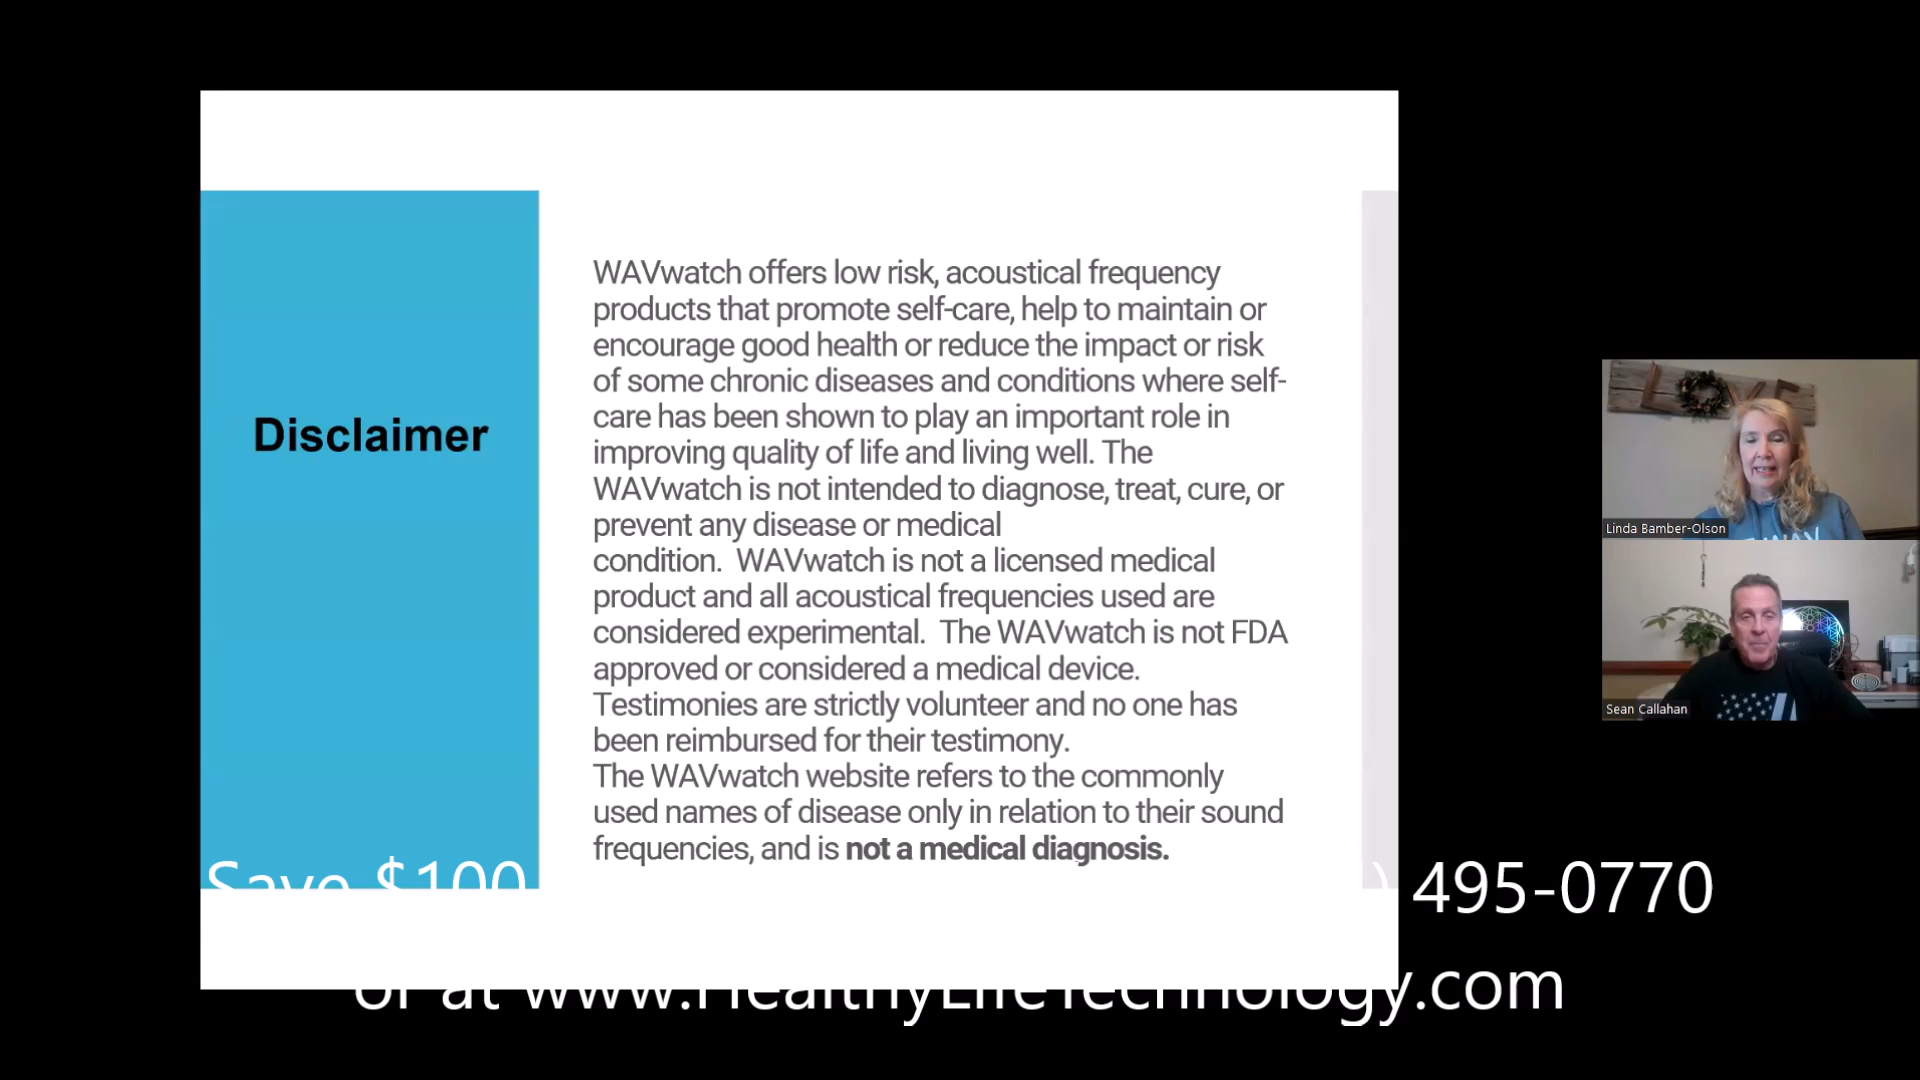 Disclaimer
WAVwatch offers low risk, acoustical frequency
products that promote self-care, help to maintain or
encourage good health or reduce the impact or risk
of some chronic diseases and conditions where self-
care has been shown to play an important role in
improving quality of life and living well. The
WAVwatch is not intended to diagnose, treat, cure, or
prevent any disease or medical
condition. WAVwatch is not a licensed medical
product and all acoustical frequencies used are
considered experimental. The WAVwatch is not FDA
approved or considered a medical device.
Testimonies are strictly volunteer and no one has
been reimbursed for their testimony.
The WAVwatch website refers to the commonly
used names of disease only in relation to their sound
frequencies, and is not a medical diagnosis.
Save $100 ) 495-0770
or at www.HealthyLifeTechnology.com
LOVE
Linda Bamber-Olson
Sean Callahan